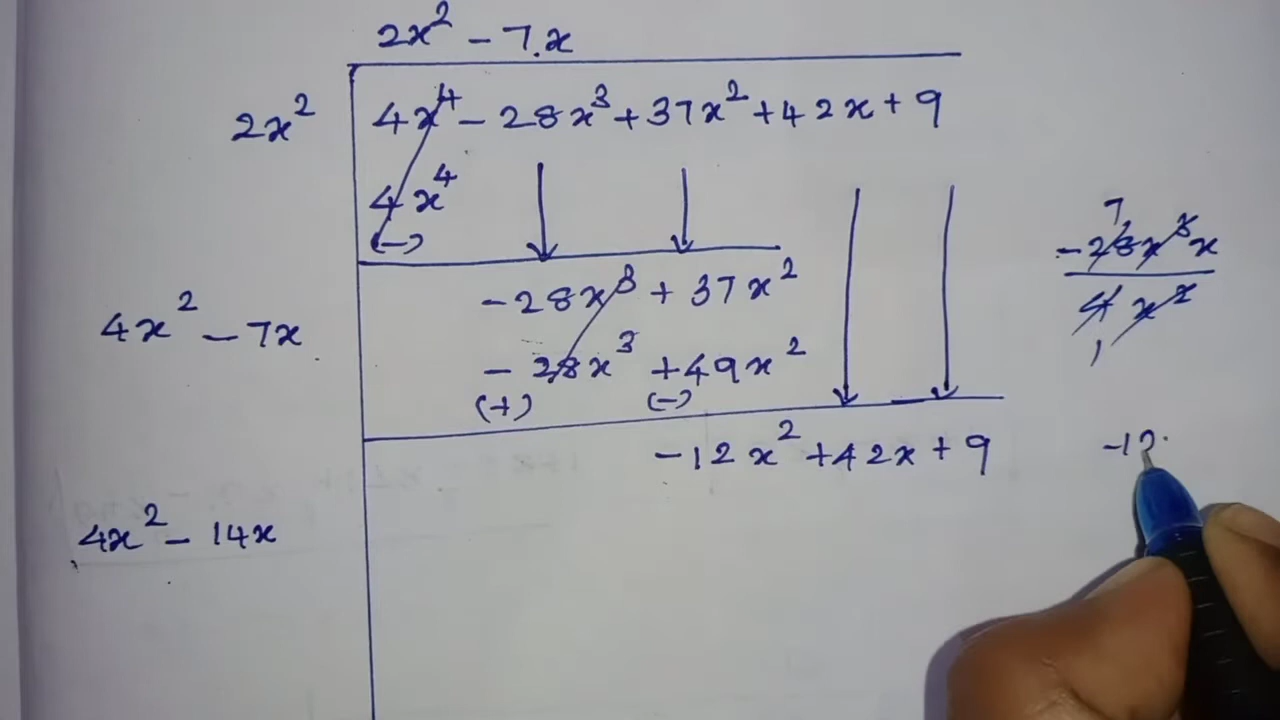 2x² - 7x
2x²
4x⁴ - 28x³ + 37x² + 42x + 9
4x⁴
(-)
7
-28x³x
4x²
1
4x² - 7x
-28x³ + 37x²
-28x³ + 49x²
(+) (-)
-12x² + 42x + 9
-12
4x² - 14x